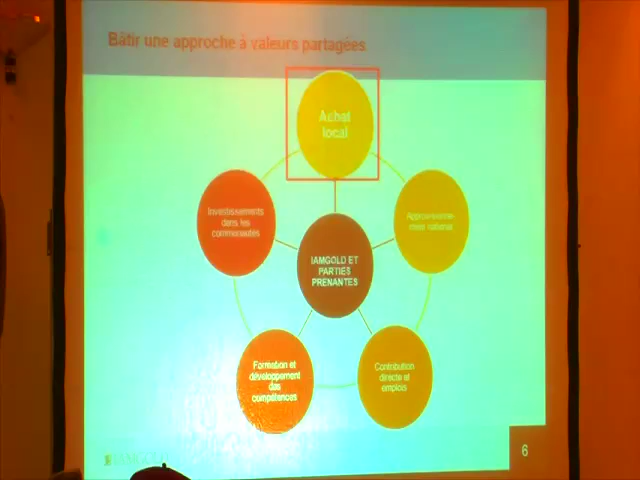 Bâtir une approche à valeurs partagées
Achat
local
Investissements
dans les
communautés
Approvisionne-
ment national
IAMGOLD ET
PARTIES
PRENANTES
Formation et
développement
des
compétences
Contribution
directe et
emplois
IAMGOLD
6